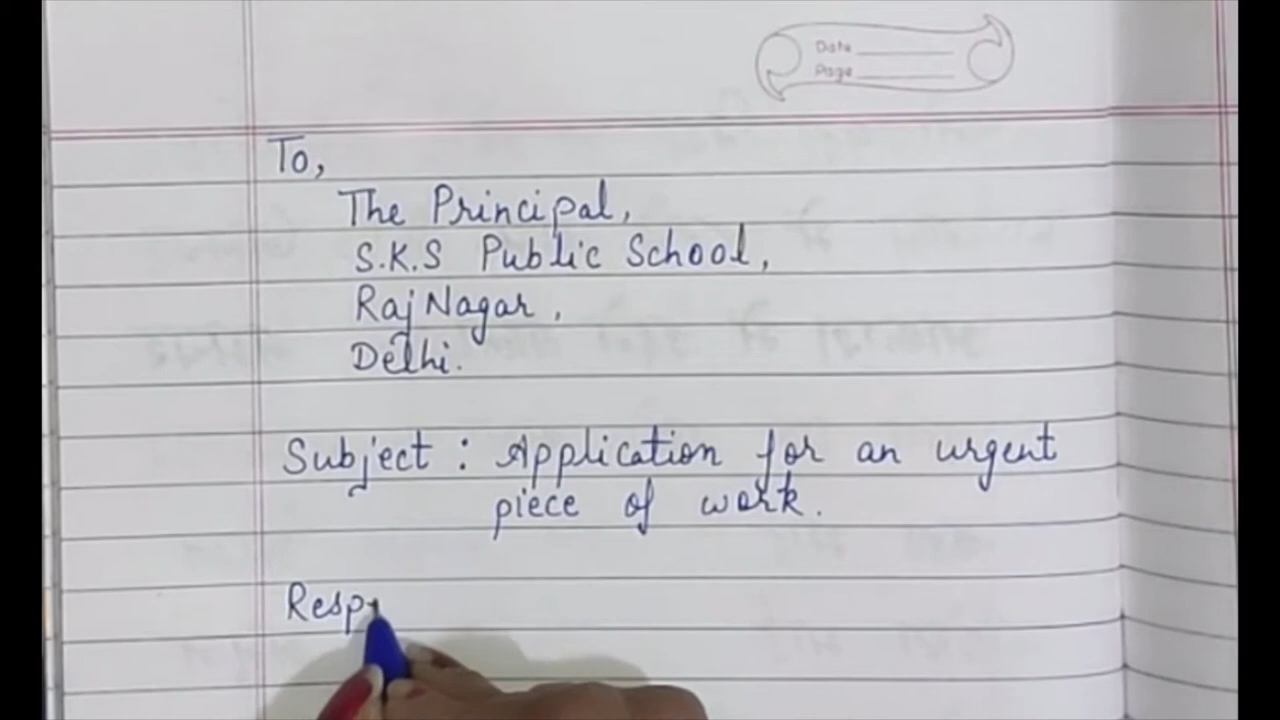 Date
Page
To,
The Principal,
S.K.S Public School,
Raj Nagar,
Delhi.
Subject : Application for an urgent
piece of work.
Resp